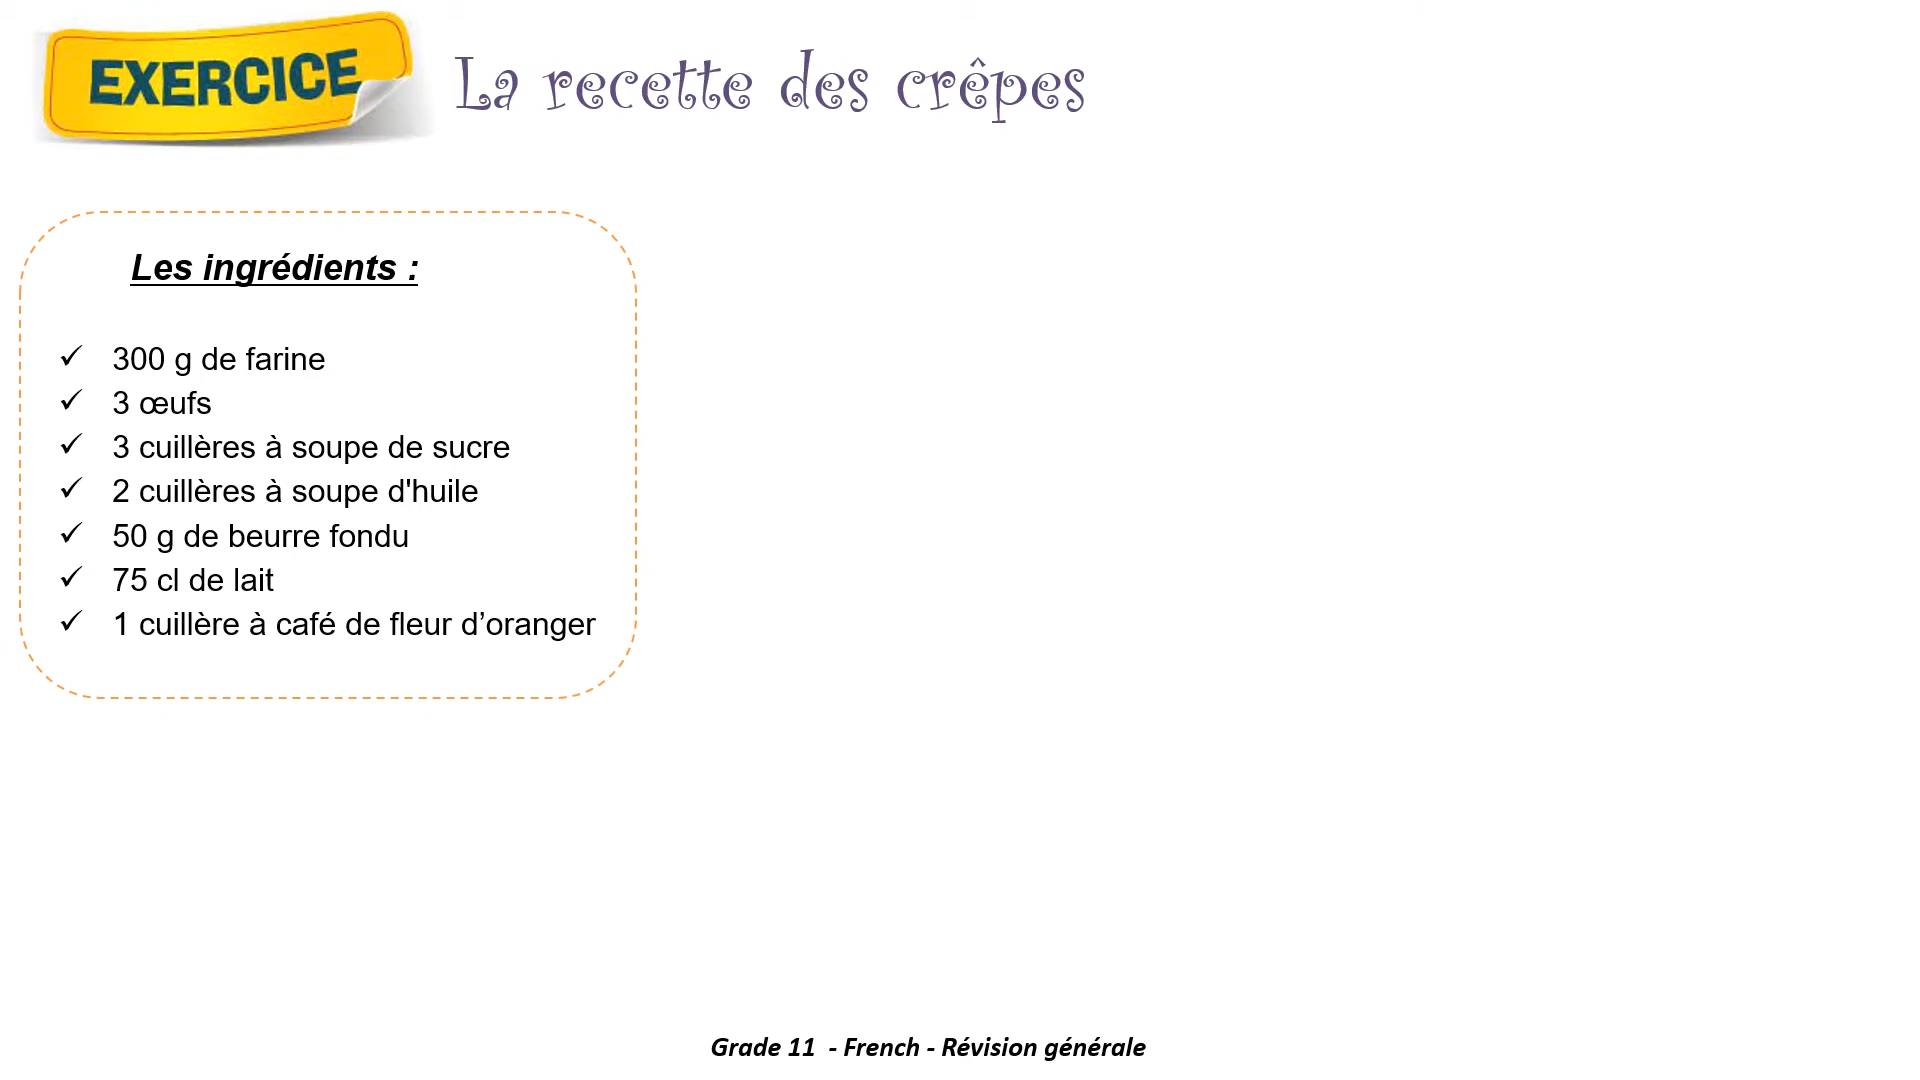 EXERCICE
La recette des crêpes
Les ingrédients :
✓ 300 g de farine
✓ 3 œufs
✓ 3 cuillères à soupe de sucre
✓ 2 cuillères à soupe d'huile
✓ 50 g de beurre fondu
✓ 75 cl de lait
✓ 1 cuillère à café de fleur d’oranger
Grade 11 - French - Révision générale